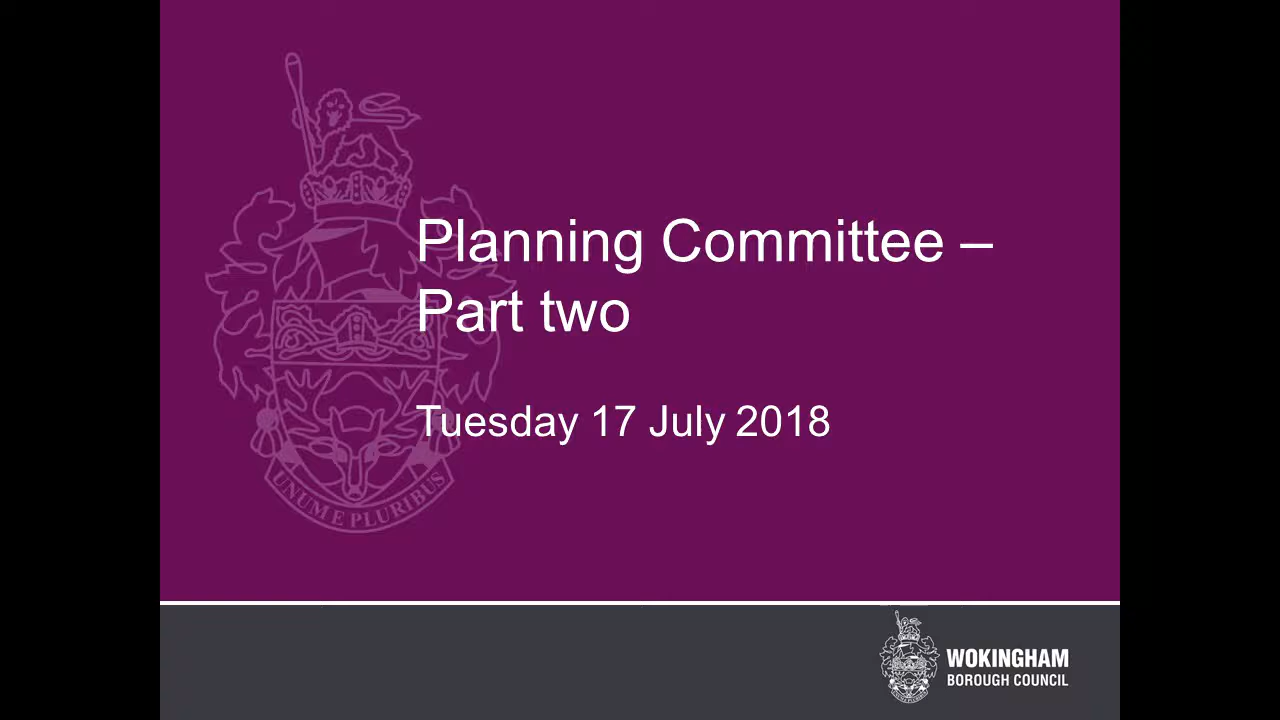 Planning Committee –
Part two
Tuesday 17 July 2018
UNUM E PLURIBUS
WOKINGHAM
BOROUGH COUNCIL